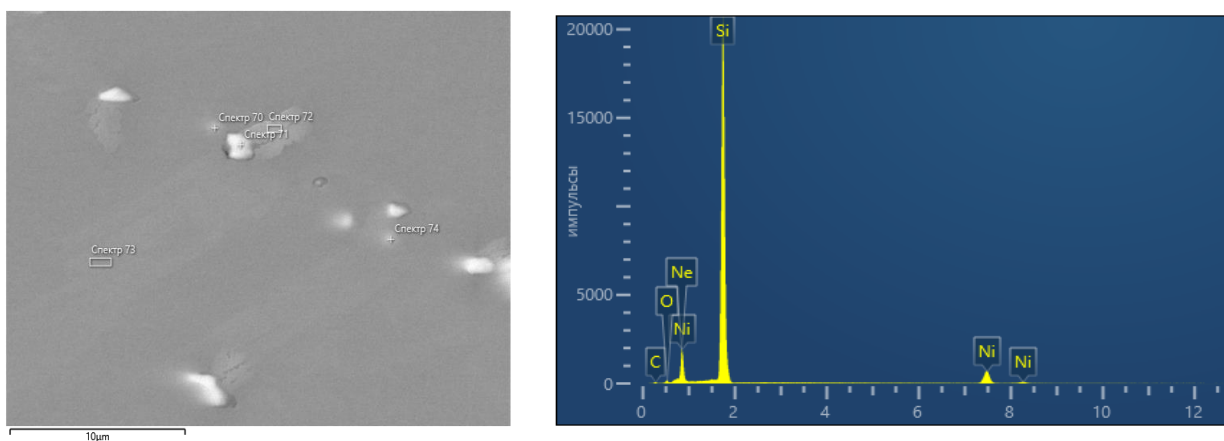 Спектр 70
Спектр 72
Спектр 71
Спектр 74
Спектр 73
10µm
20000
15000
5000
0
импульсы
Si
Ne
O
Ni
C
Ni
Ni
0
2
4
6
8
10
12